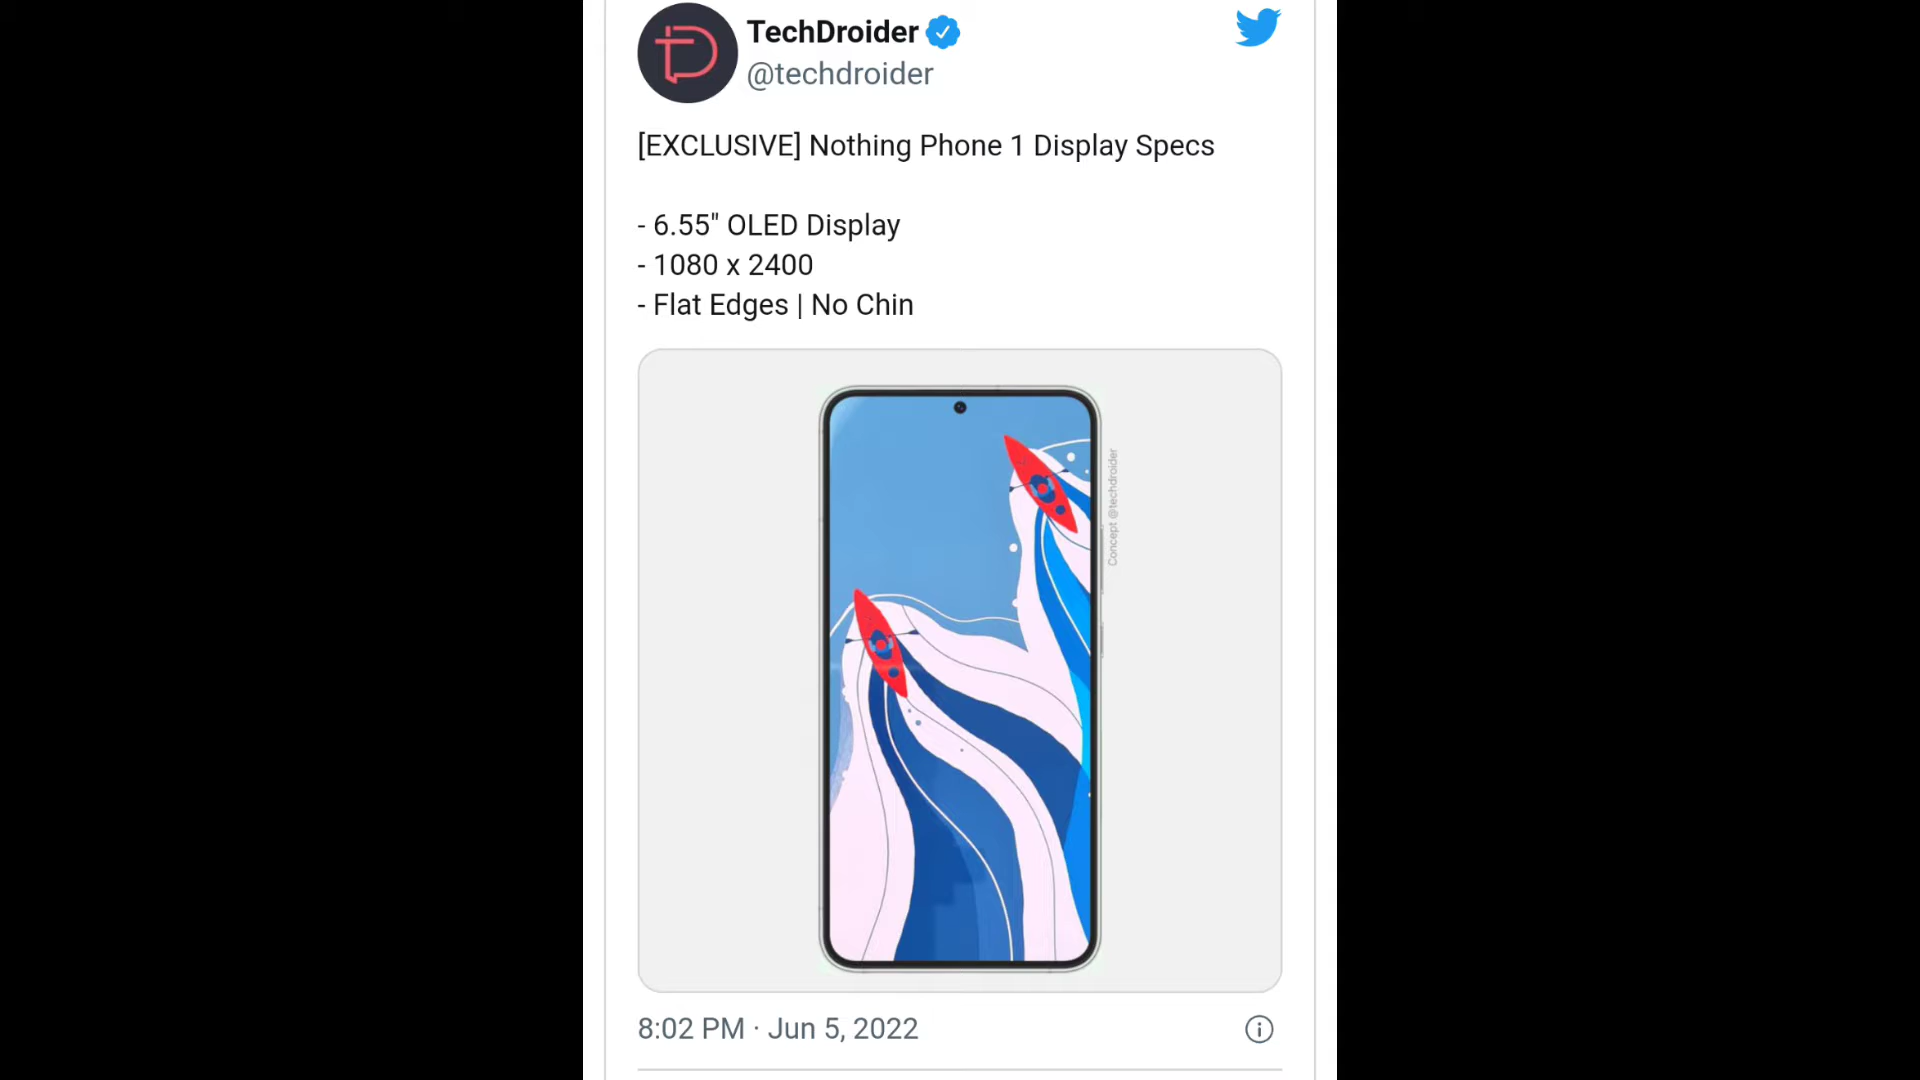 TechDroider
@techdroider
[EXCLUSIVE] Nothing Phone 1 Display Specs
- 6.55" OLED Display
- 1080 x 2400
- Flat Edges | No Chin
Concept @techdroider
8:02 PM · Jun 5, 2022